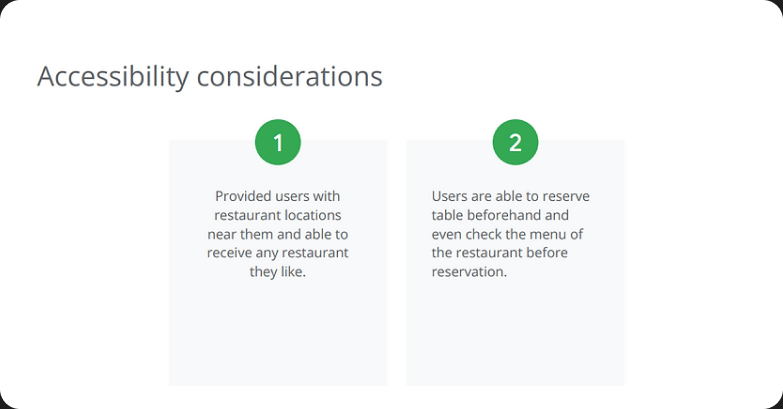 Accessibility considerations
1
Provided users with
restaurant locations
near them and able to
receive any restaurant
they like.
2
Users are able to reserve
table beforehand and
even check the menu of
the restaurant before
reservation.